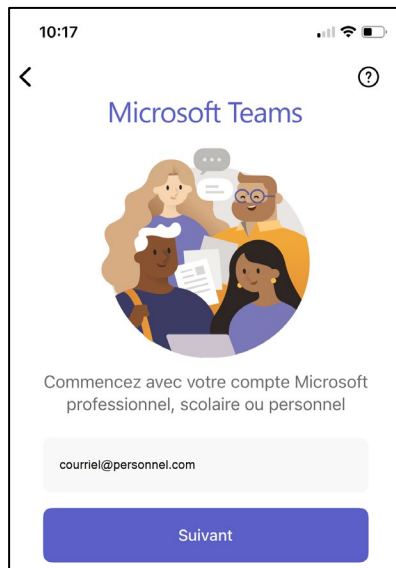 10:17
Microsoft Teams
Commencez avec votre compte Microsoft
professionnel, scolaire ou personnel
courriel@personnel.com
Suivant